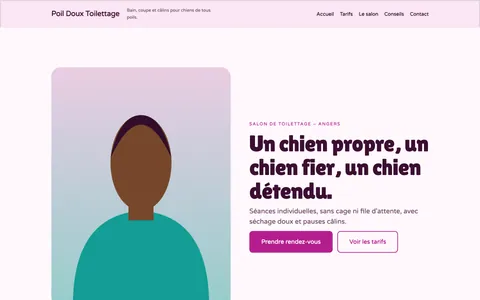 Poil Doux Toilettage
Bain, coupe et câlins pour chiens de tous
poils.
Accueil Tarifs Le salon Conseils Contact
SALON DE TOILETTAGE — ANGERS
Un chien propre, un
chien fier, un chien
détendu.
Séances individuelles, sans cage ni file d'attente, avec
séchage doux et pauses câlins.
Prendre rendez-vous Voir les tarifs